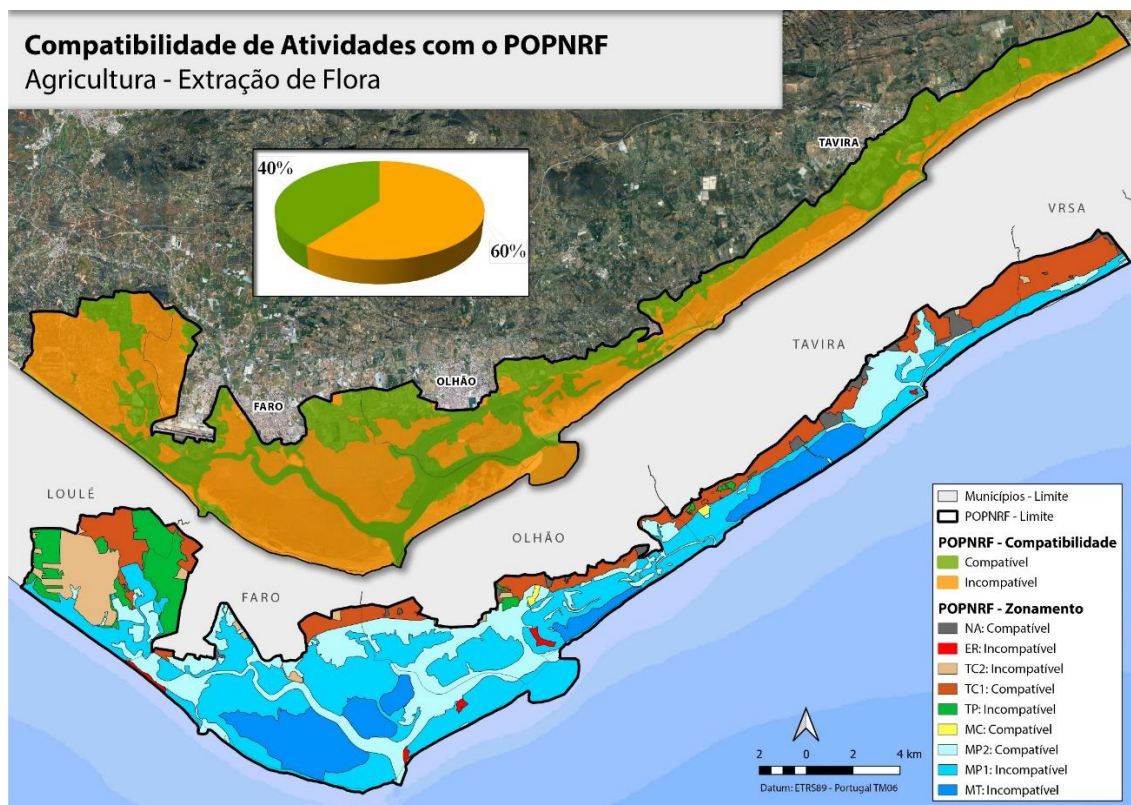 Compatibilidade de Atividades com o POPNRF
Agricultura - Extração de Flora
40%
60%
TAVIRA
OLHÃO
FARO
VRSA
TAVIRA
LOULÉ
OLHÃO
FARO
Municípios - Limite
POPNRF - Limite
POPNRF - Compatibilidade
Compatível
Incompatível
POPNRF - Zonamento
NA: Compatível
ER: Incompatível
TC2: Incompatível
TC1: Compatível
TP: Incompatível
MC: Compatível
MP2: Compatível
MP1: Incompatível
MT: Incompatível
2 0 2 4 km
Datum: ETRS89 - Portugal TM06